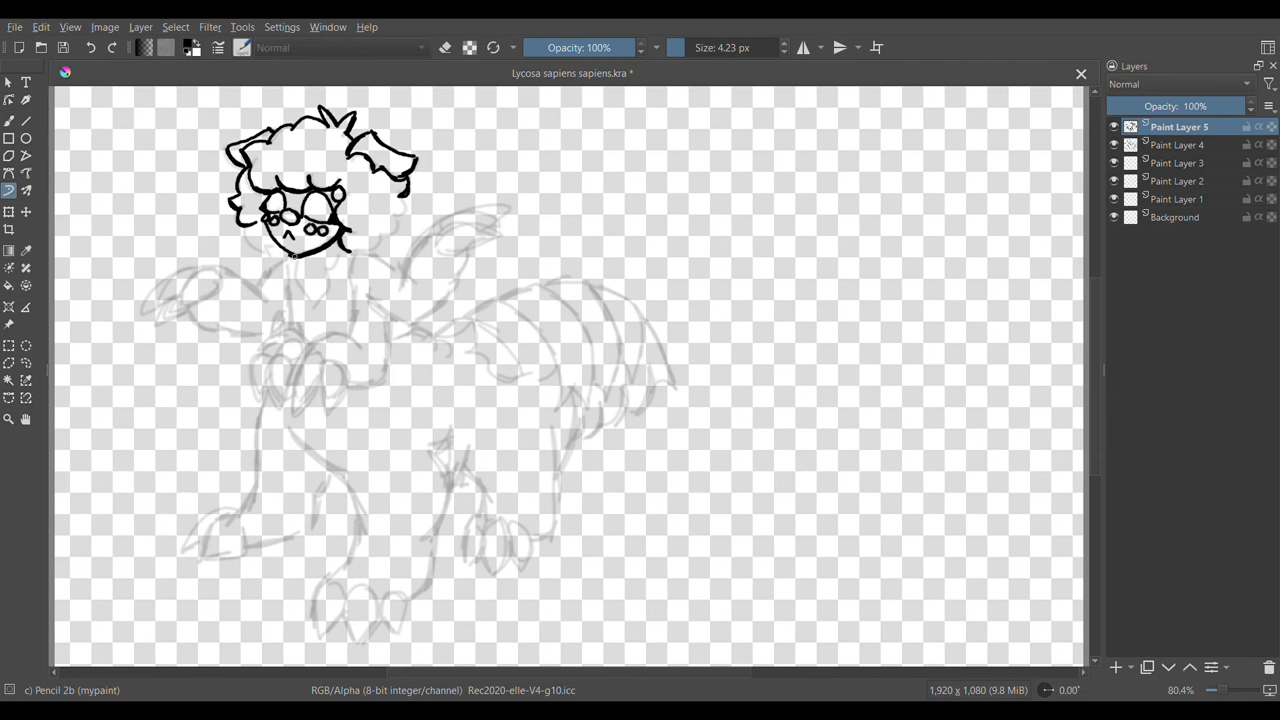 File Edit View Image Layer Select Filter Tools Settings Window Help
Normal Opacity: 100% Size: 4.23 px
Lycosa sapiens sapiens.kra *
Layers
Normal
Opacity: 100%
Paint Layer 5
Paint Layer 4
Paint Layer 3
Paint Layer 2
Paint Layer 1
Background
c) Pencil 2b (mypaint) RGB/Alpha (8-bit integer/channel) Rec2020-elle-V4-g10.icc 1,920 x 1,080 (9.8 MiB) 0.00° 80.4%